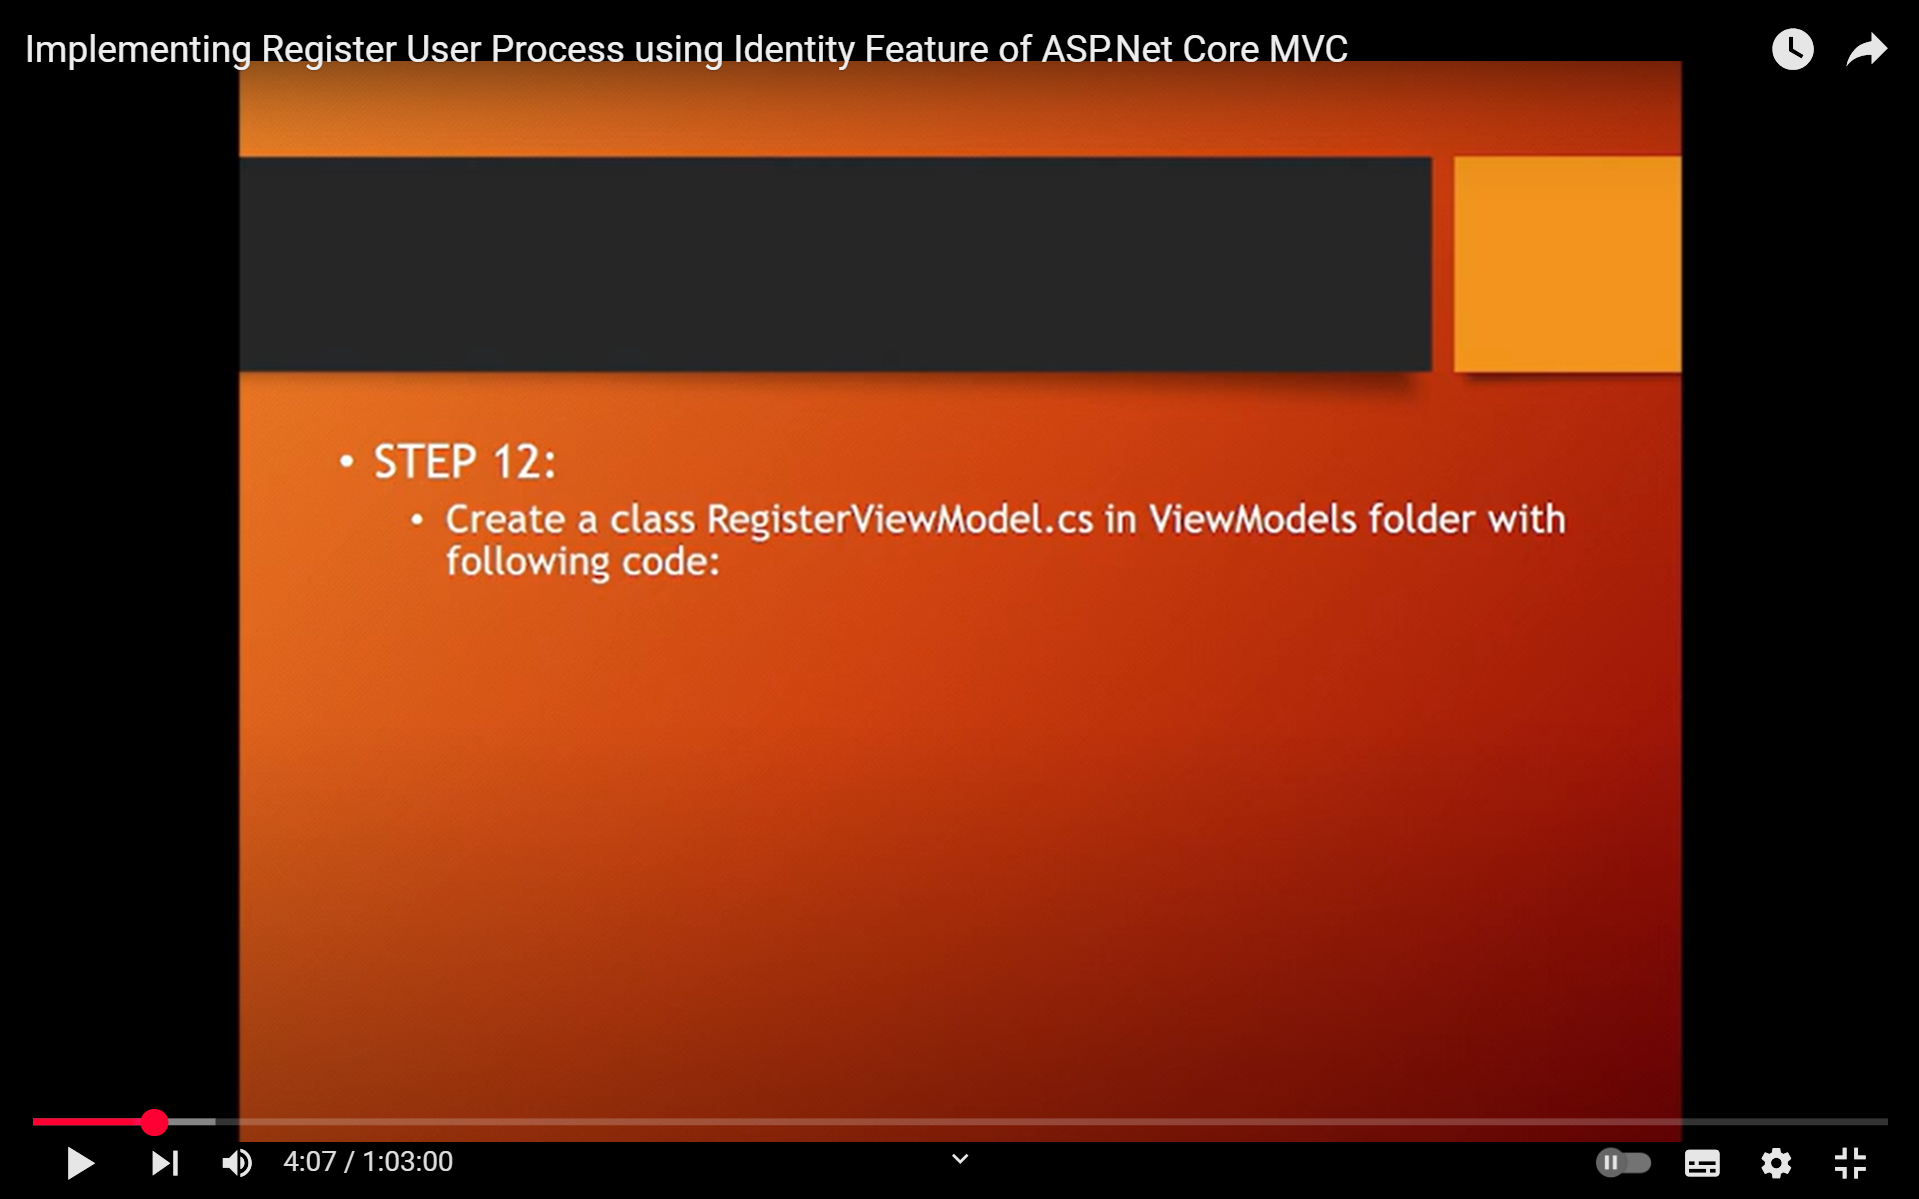 Implementing Register User Process using Identity Feature of ASP.Net Core MVC
• STEP 12:
• Create a class RegisterViewModel.cs in ViewModels folder with
following code:
4:07 / 1:03:00